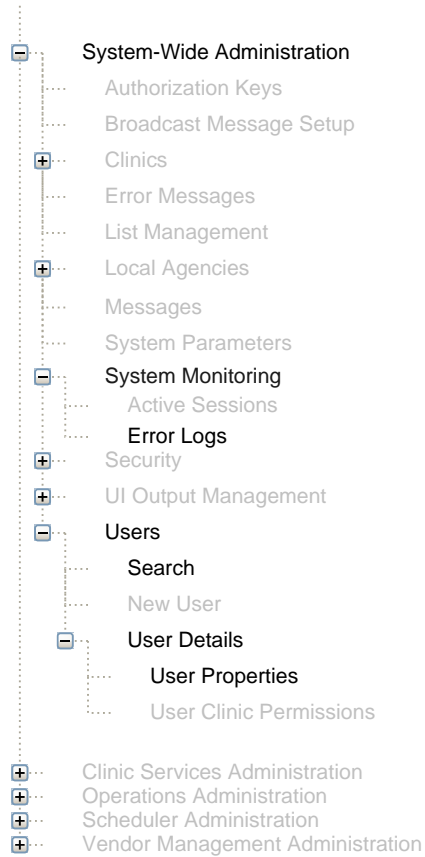 System-Wide Administration
Authorization Keys
Broadcast Message Setup
Clinics
Error Messages
List Management
Local Agencies
Messages
System Parameters
System Monitoring
Active Sessions
Error Logs
Security
UI Output Management
Users
Search
New User
User Details
User Properties
User Clinic Permissions
Clinic Services Administration
Operations Administration
Scheduler Administration
Vendor Management Administration